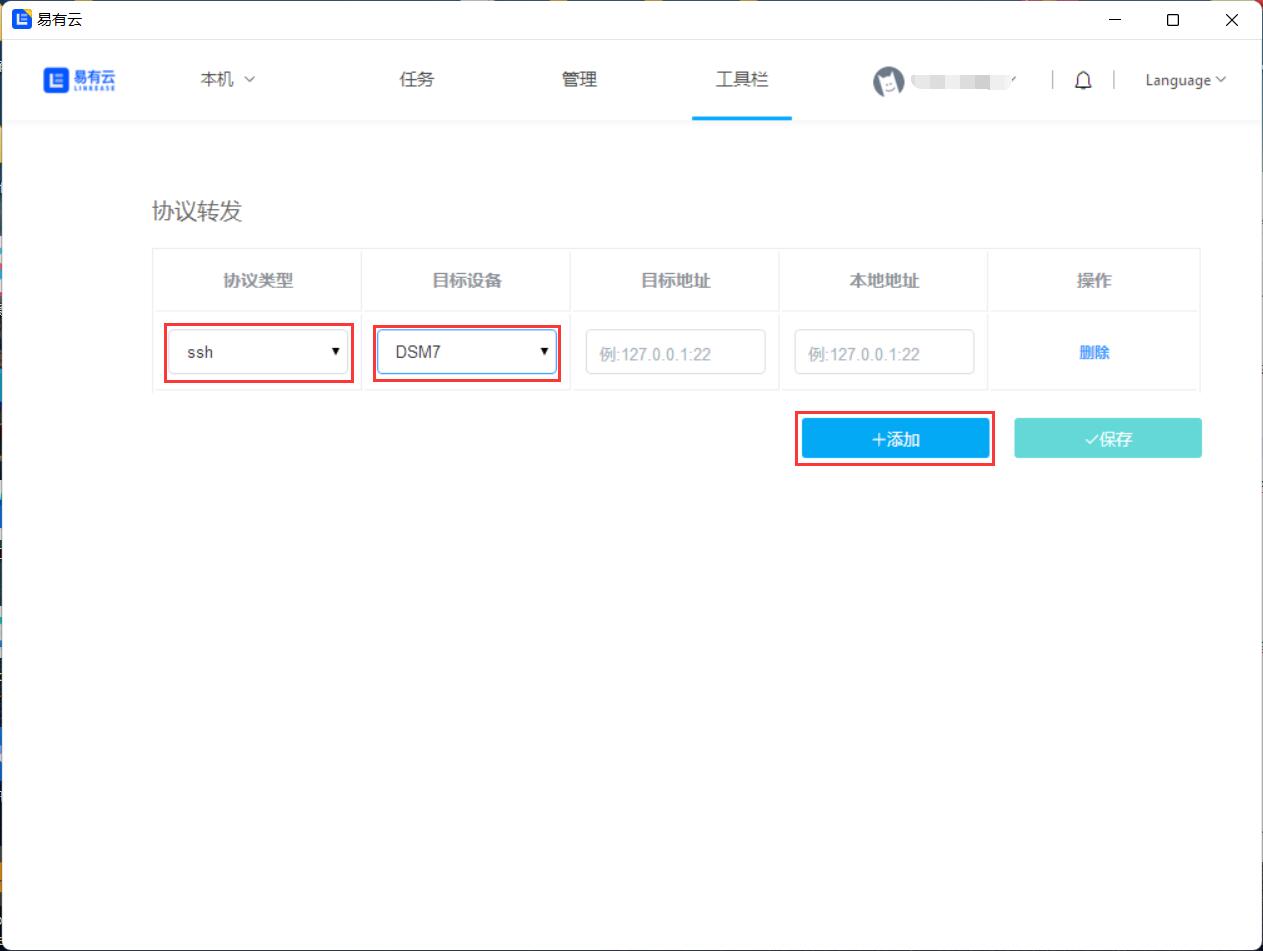 易有云
易有云
LINKEASE
本机
任务
管理
工具栏
Language
协议转发
协议类型
目标设备
目标地址
本地地址
操作
ssh
DSM7
例:127.0.0.1:22
例:127.0.0.1:22
删除
+添加
✓保存